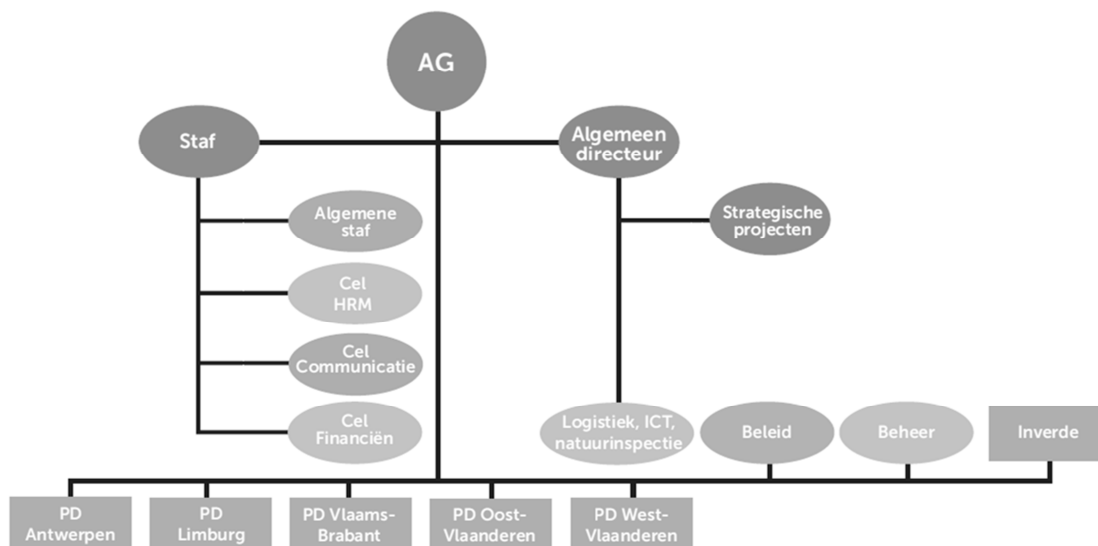 AG
Staf
Algemeen
directeur
Algemene
staf
Strategische
projecten
Cel
HRM
Cel
Communicatie
Cel
Financiën
Logistiek, ICT,
natuurinspectie
Beleid
Beheer
Inverde
PD
Antwerpen
PD
Limburg
PD Vlaams-
Brabant
PD Oost-
Vlaanderen
PD West-
Vlaanderen